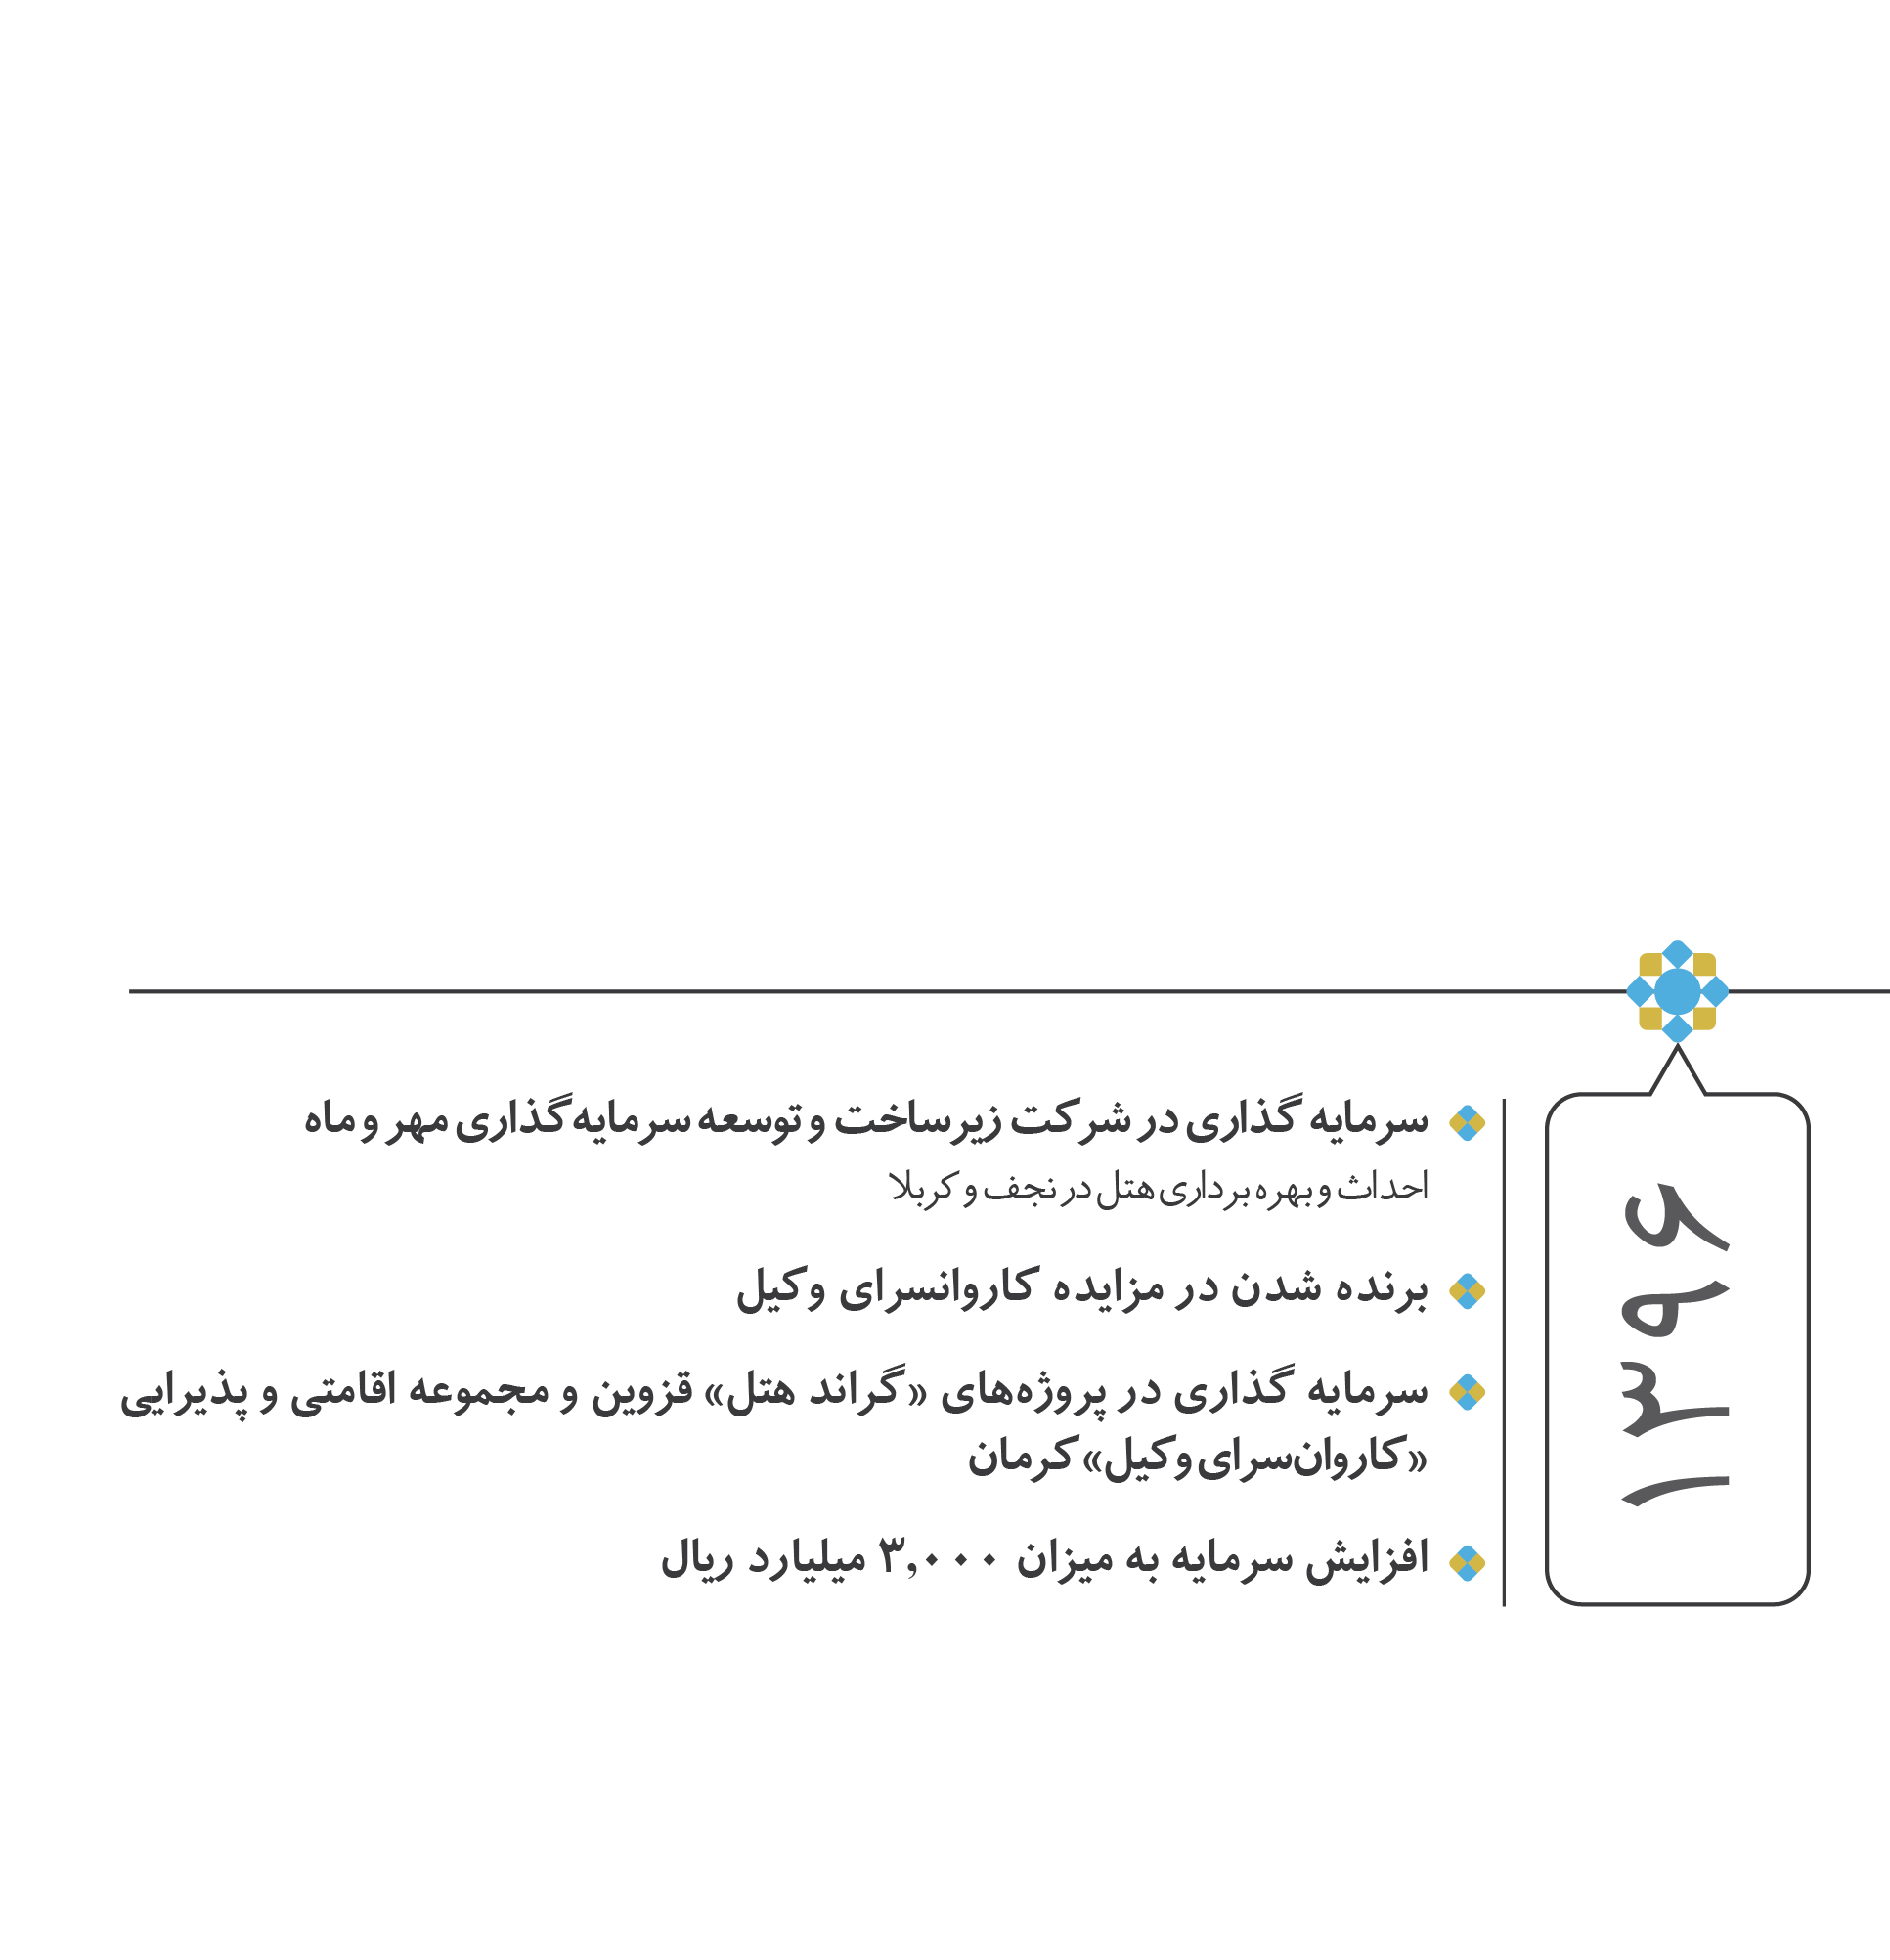 ۱۳۹۶
سرمایه گذاری در شرکت زیرساخت و توسعه سرمایه‌گذاری مهر و ماه
احداث و بهره برداری هتل در نجف و کربلا
برنده شدن در مزایده کاروانسرای وکیل
سرمایه گذاری در پروژه‌های «گراند هتل» قزوین و مجموعه اقامتی و پذیرایی
«کاروان‌سرای وکیل» کرمان
افزایش سرمایه به میزان ۳,۰۰۰ میلیارد ریال